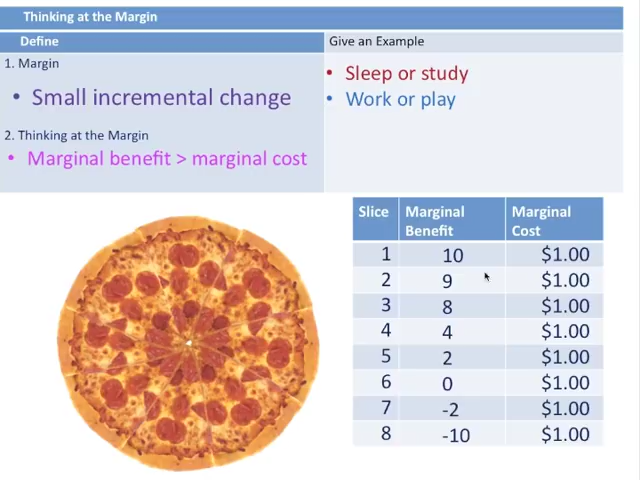 Thinking at the Margin
Define
Give an Example
1. Margin
• Small incremental change
2. Thinking at the Margin
• Marginal benefit > marginal cost
• Sleep or study
• Work or play
Slice Marginal Benefit Marginal Cost
1 10 $1.00
2 9 $1.00
3 8 $1.00
4 4 $1.00
5 2 $1.00
6 0 $1.00
7 -2 $1.00
8 -10 $1.00